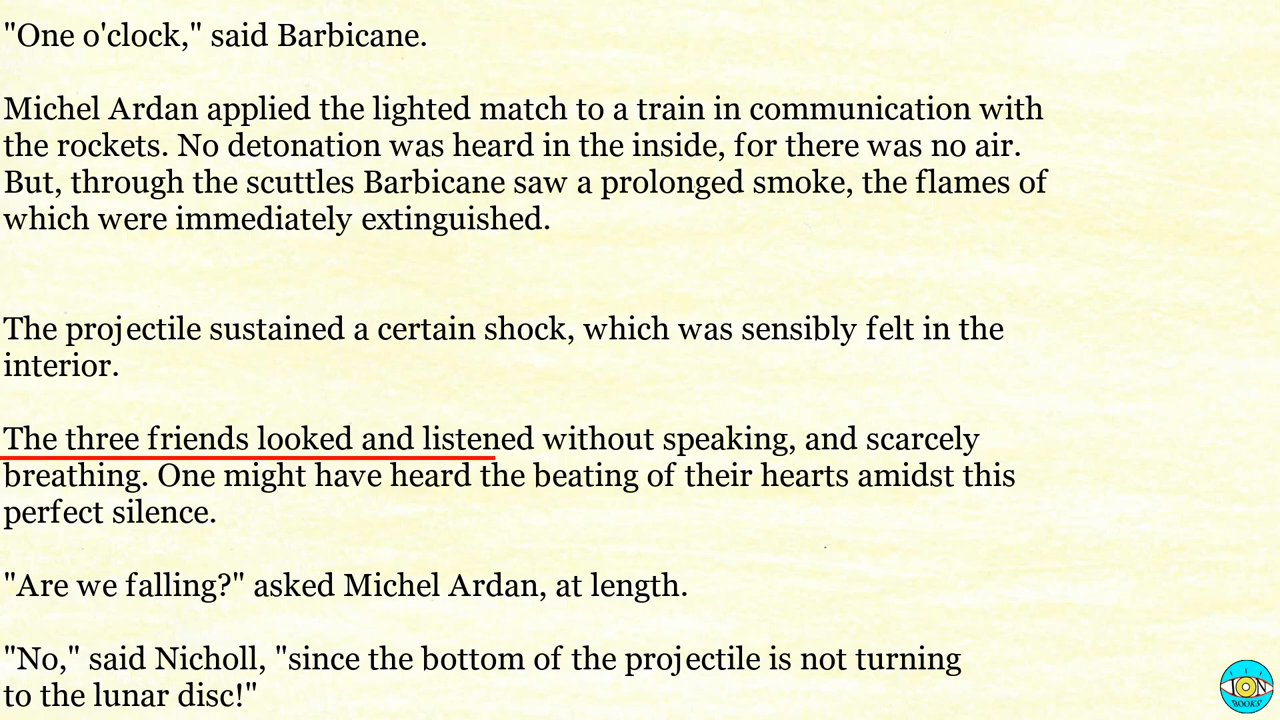 "One o'clock," said Barbicane.
Michel Ardan applied the lighted match to a train in communication with
the rockets. No detonation was heard in the inside, for there was no air.
But, through the scuttles Barbicane saw a prolonged smoke, the flames of
which were immediately extinguished.
The projectile sustained a certain shock, which was sensibly felt in the
interior.
The three friends looked and listened without speaking, and scarcely
breathing. One might have heard the beating of their hearts amidst this
perfect silence.
"Are we falling?" asked Michel Ardan, at length.
"No," said Nicholl, "since the bottom of the projectile is not turning
to the lunar disc!"
ION
BOOKS